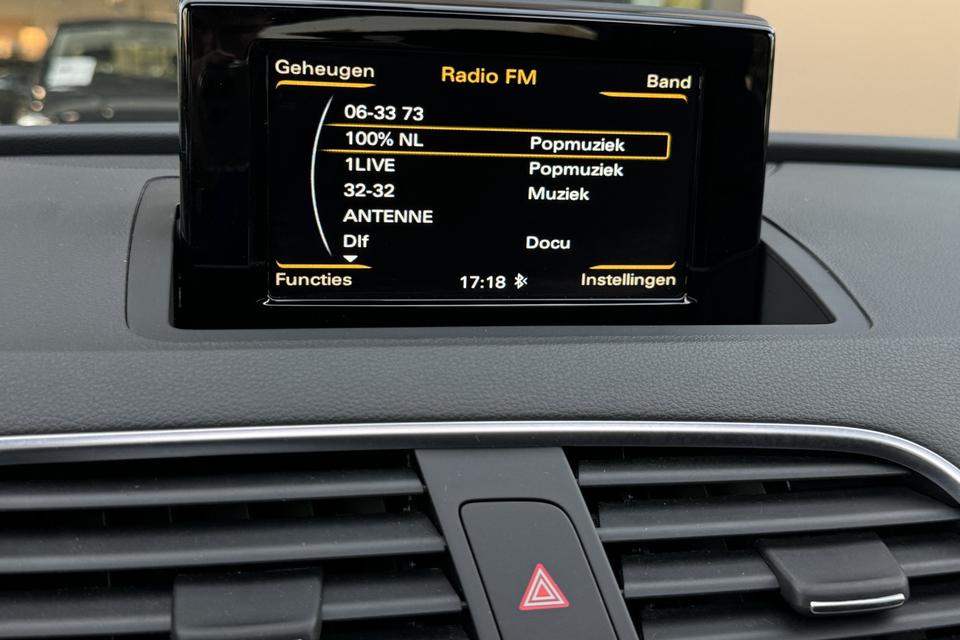 Geheugen Radio FM Band
06-33 73
100% NL Popmuziek
1LIVE Popmuziek
32-32 Muziek
ANTENNE
Dlf Docu
Functies 17:18 Instellingen